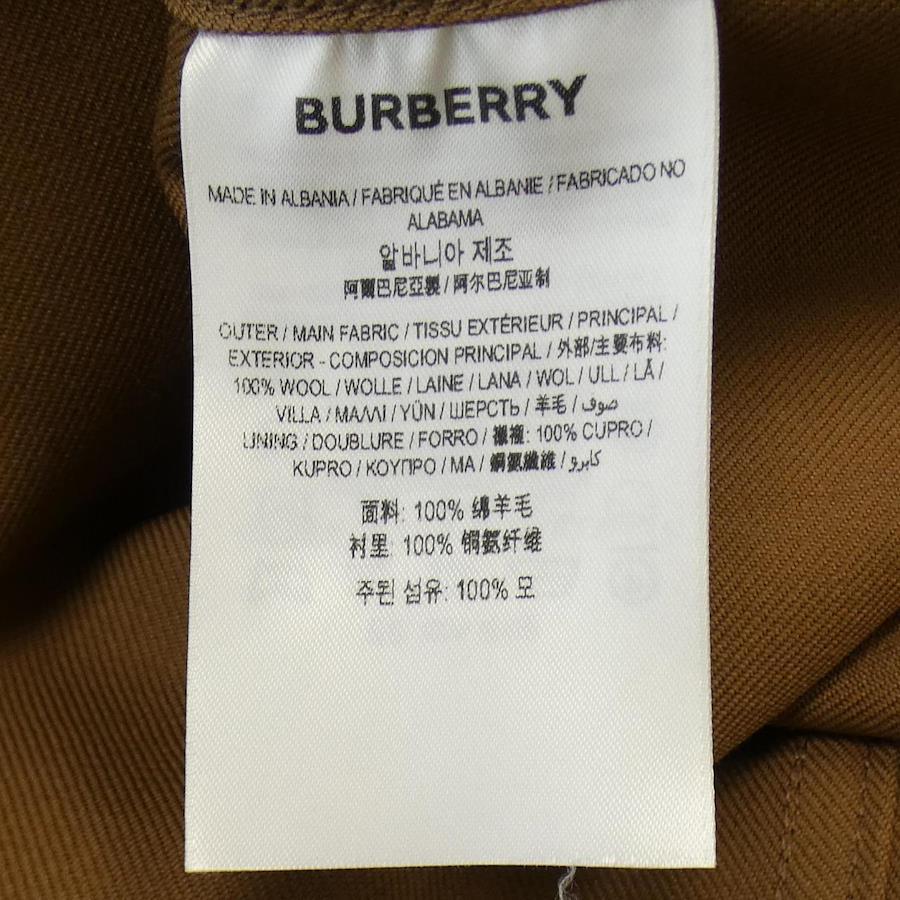 BURBERRY
MADE IN ALBANIA / FABRIQUÉ EN ALBANIE / FABRICADO NO
ALABAMA
알바니아 제조
阿爾巴尼亞製 / 阿尔巴尼亚制
OUTER / MAIN FABRIC / TISSU EXTÉRIEUR / PRINCIPAL /
EXTERIOR - COMPOSICION PRINCIPAL / 外部/主要布料:
100% WOOL / WOLLE / LAINE / LANA / WOL / ULL / LÃ /
VILLA / ΜΑΛΛΙ / YÜN / ШЕРСТЬ / 羊毛 / صوف
LINING / DOUBLURE / FORRO / 襯裡: 100% CUPRO /
KUPRO / ΚΟΥΠΡΟ / МА / 銅氨纖維 / كابرو
面料: 100% 绵羊毛
衬里: 100% 铜氨纤维
주된 섬유: 100% 모